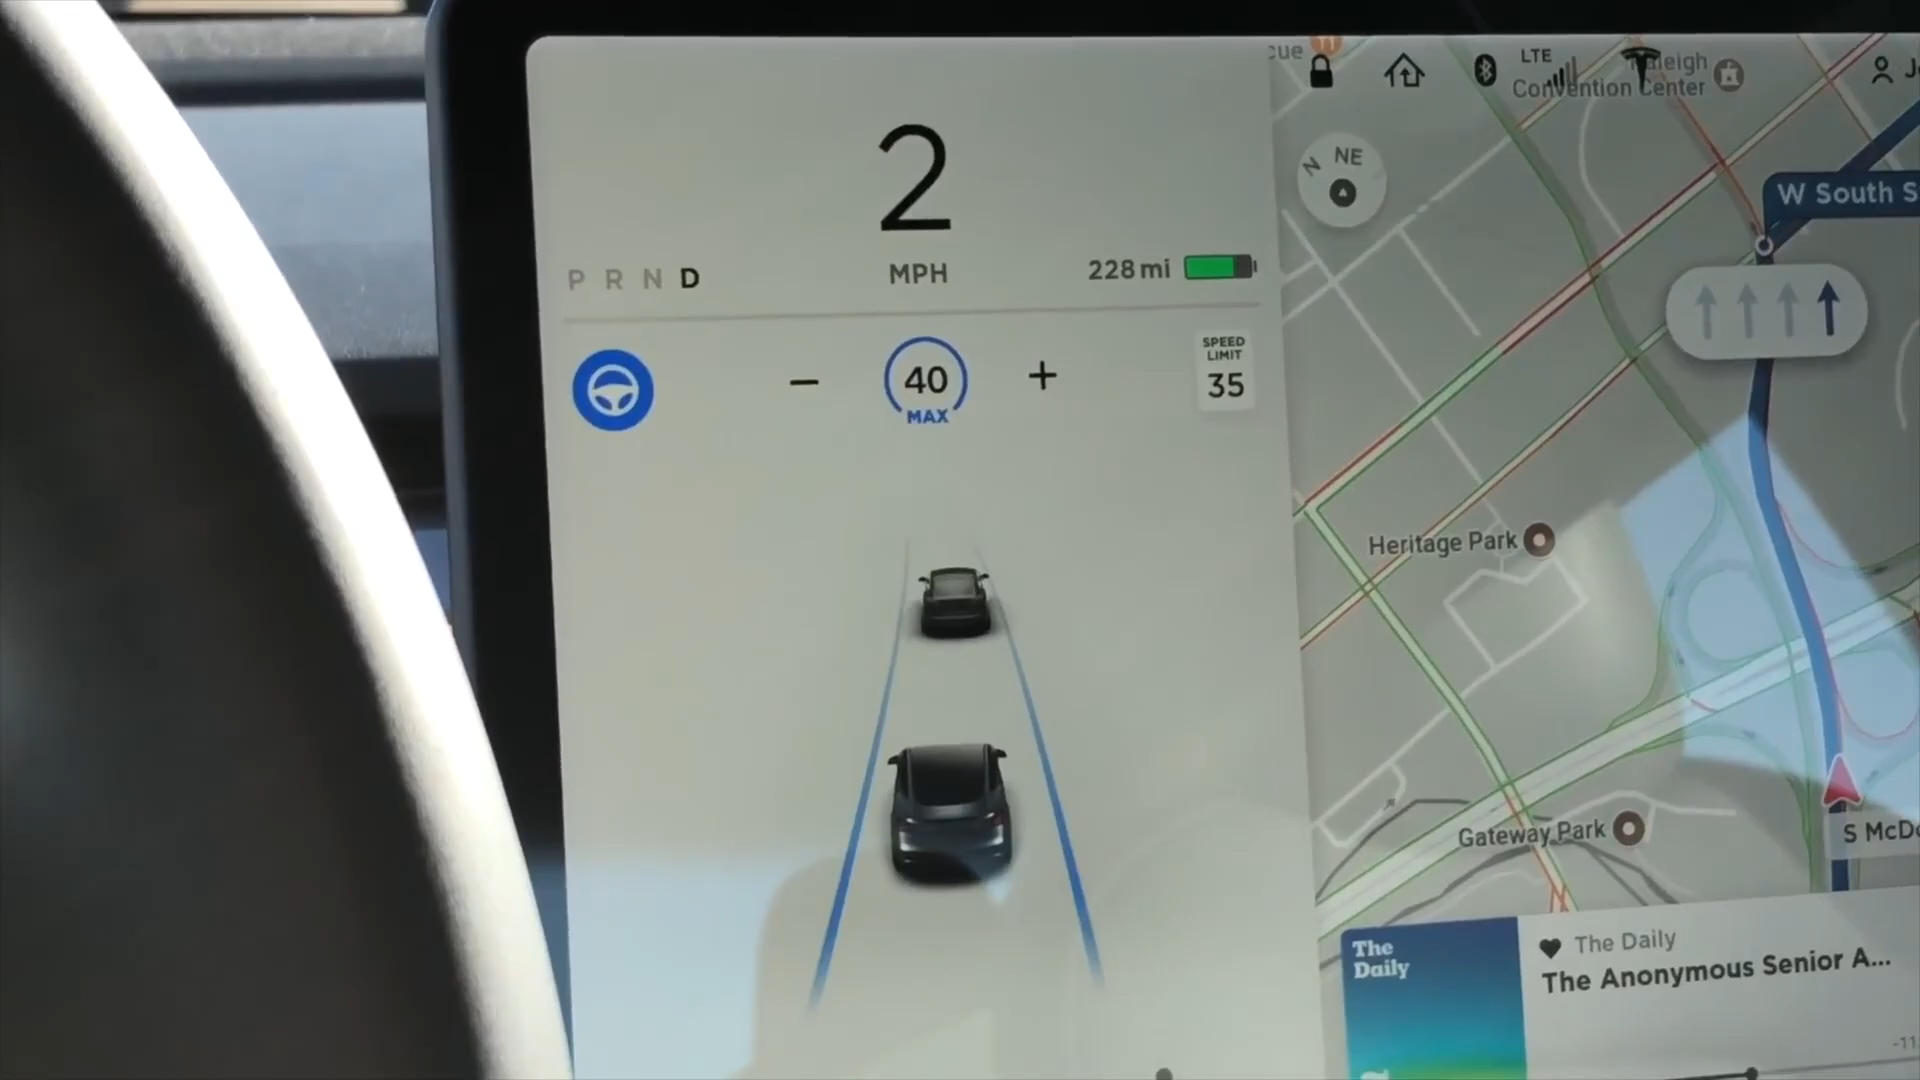 2
MPH
P R N D
228 mi
− 40 +
MAX
SPEED
LIMIT
35
LTE
Convention Center
N NE
W South S
Heritage Park
Gateway Park
S McD
The
Daily
The Daily
The Anonymous Senior A...
-11